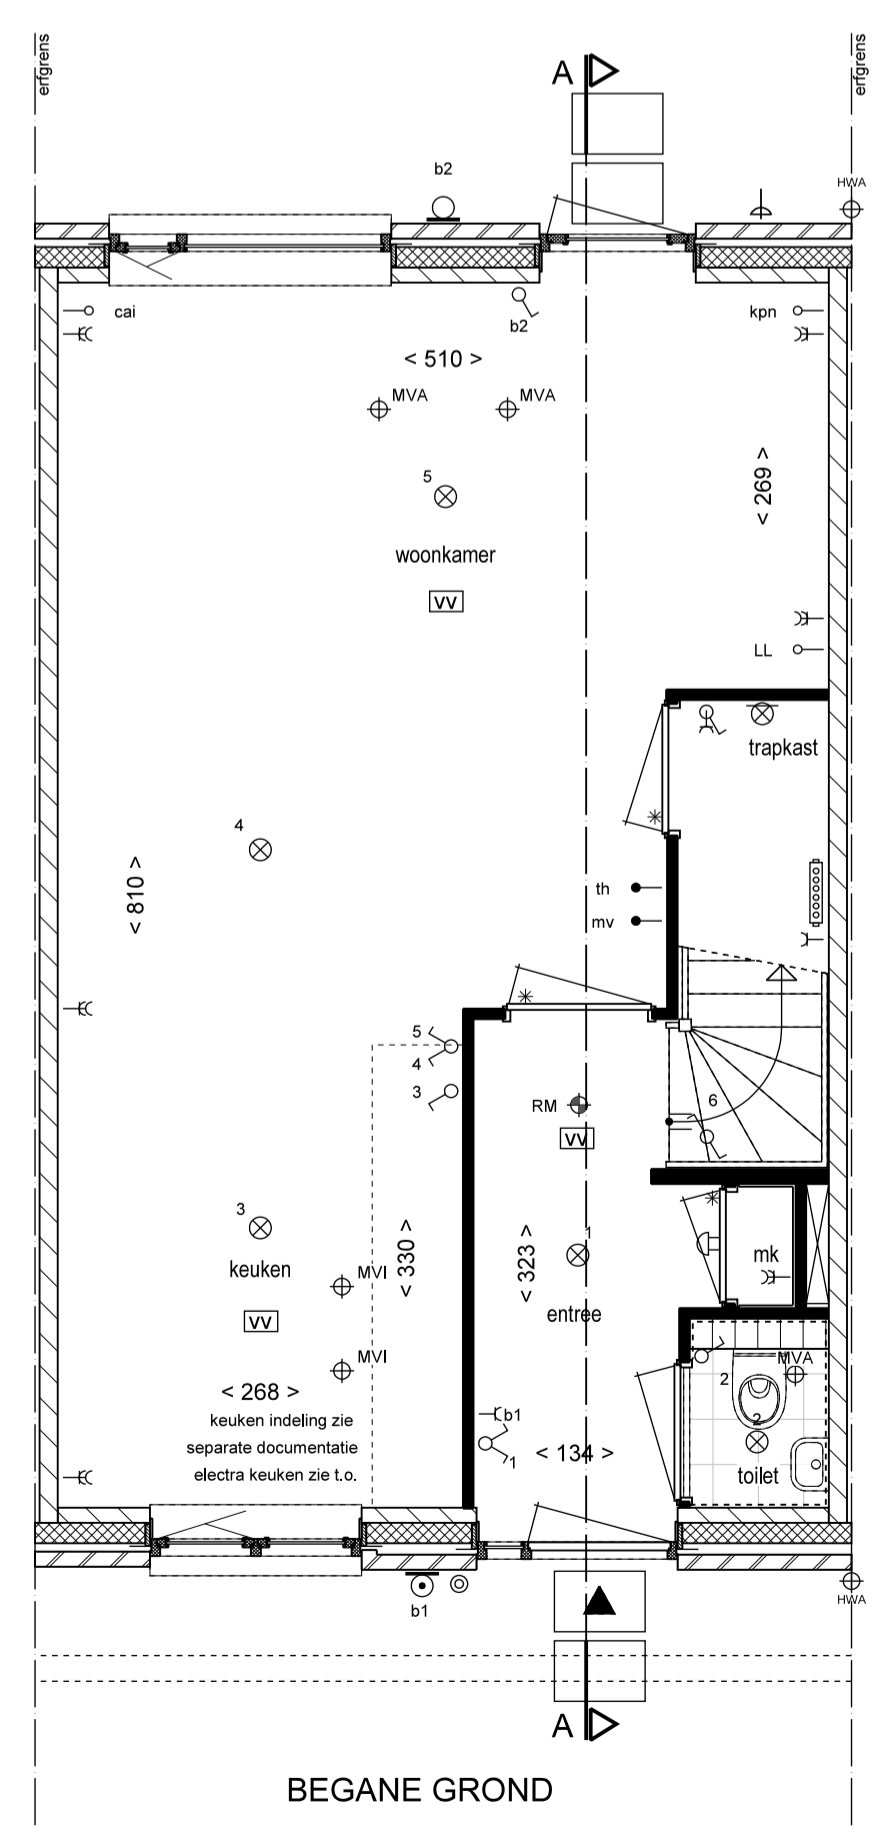 erfgrens
erfgrens
A
b2
HWA
cai
b2
kpn
< 510 >
MVA
MVA
< 269 >
5
woonkamer
VV
LL
trapkast
4
< 810 >
th
mv
5
4
3
RM
VV
6
3
keuken
MVI
< 330 >
< 323 >
1
mk
entree
VV
MVI
MVA
2
2
< 268 >
keuken indeling zie
separate documentatie
electra keuken zie t.o.
b1
1
< 134 >
toilet
b1
HWA
A
BEGANE GROND